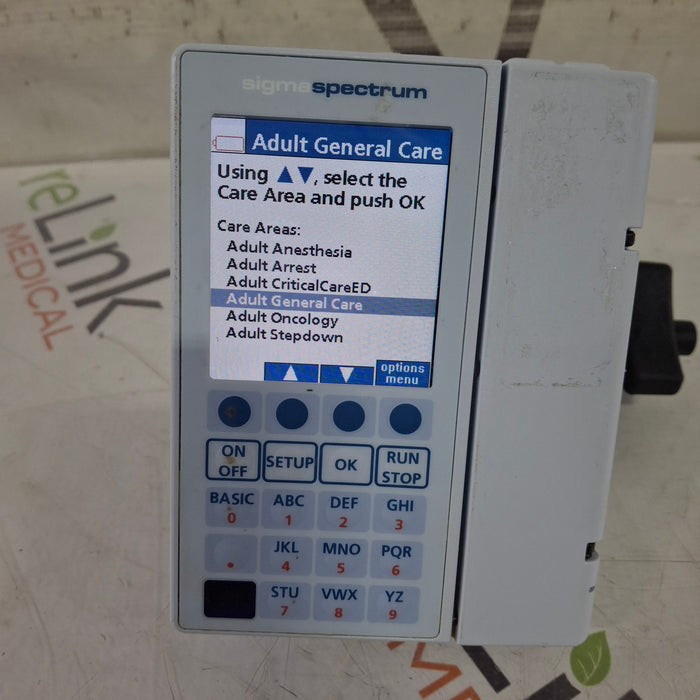 sigmaspectrum
Adult General Care
Using ▲▼, select the
Care Area and push OK
Care Areas:
Adult Anesthesia
Adult Arrest
Adult CriticalCareED
Adult General Care
Adult Oncology
Adult Stepdown
▲ ▼ options
menu
ON
OFF
SETUP
OK
RUN
STOP
BASIC ABC DEF GHI
0 1 2 3
JKL MNO PQR
. 4 5 6
STU VWX YZ
7 8 9
reLink
MEDICAL